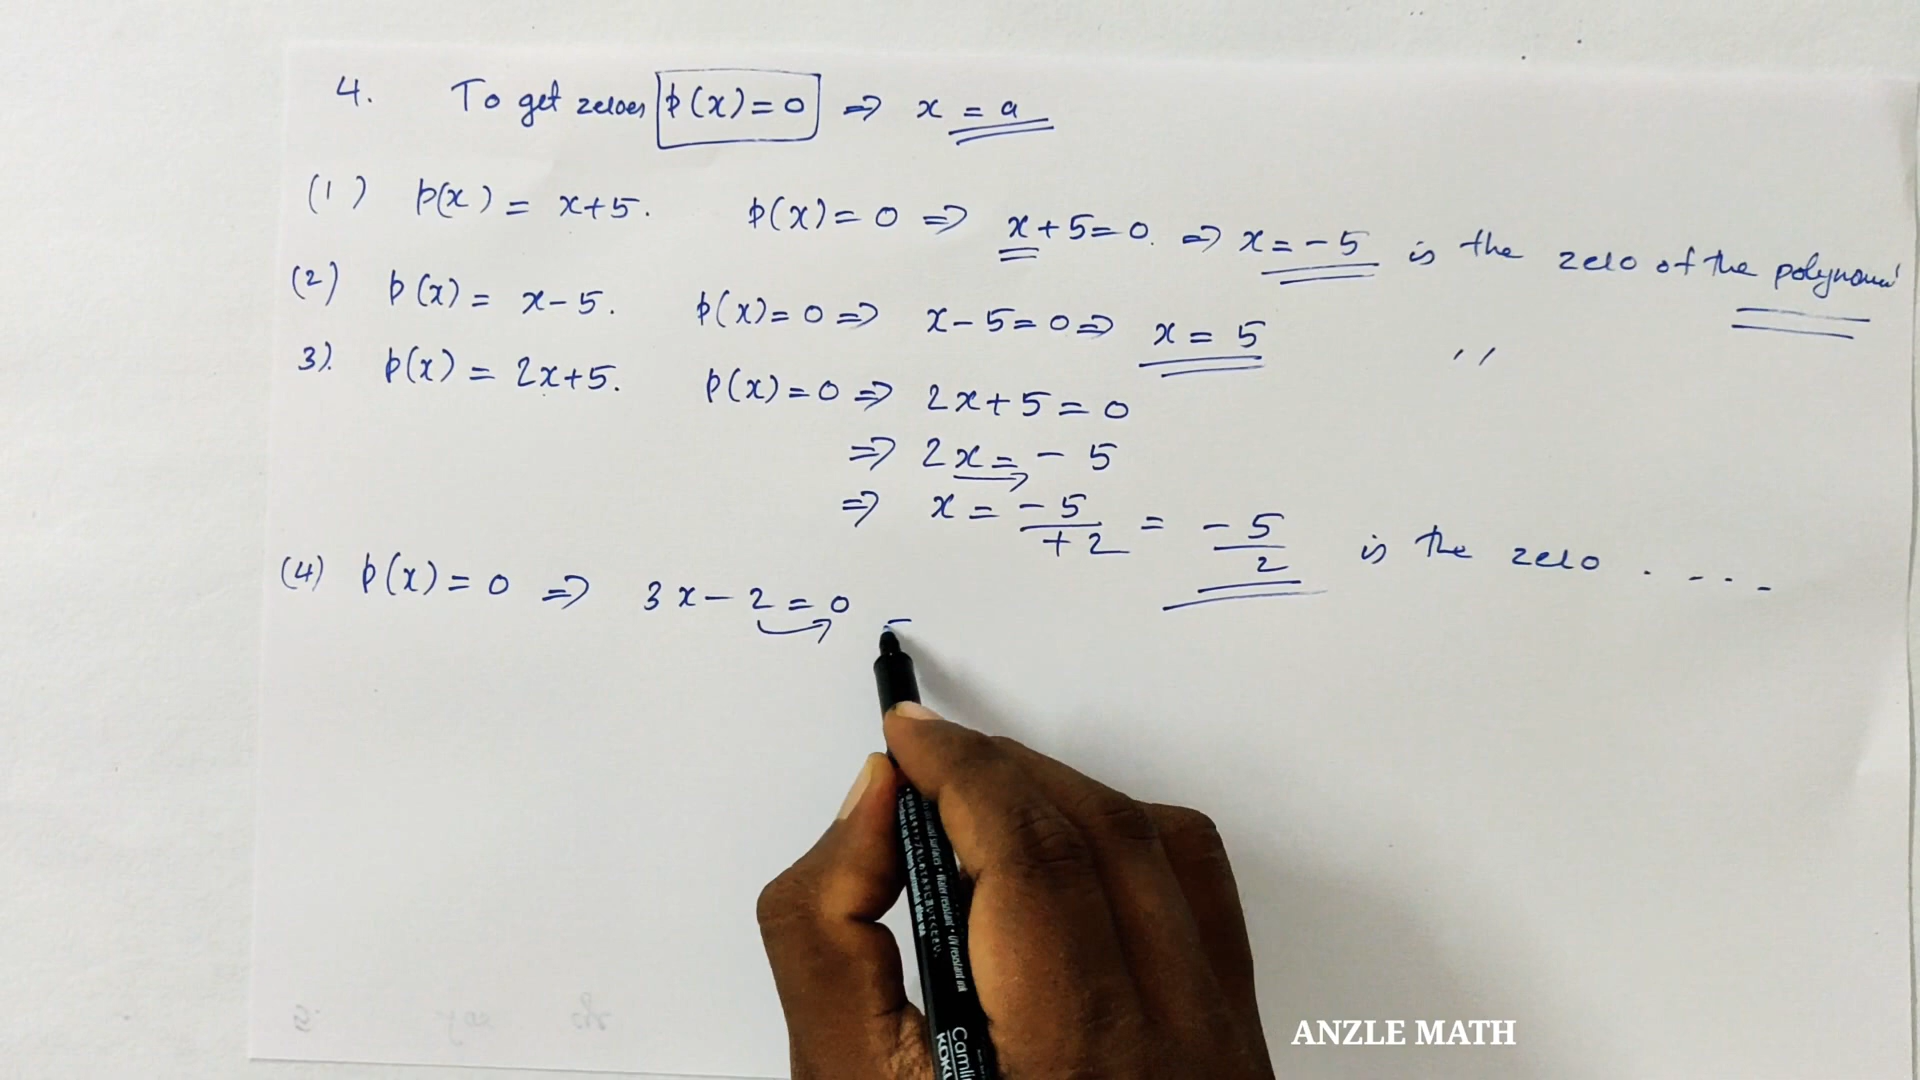 4. To get zeroes p(x) = 0 ⇒ x = a
(1) p(x) = x+5. p(x) = 0 ⇒ x+5=0. ⇒ x = -5 is the zero of the polynomial
(2) p(x) = x-5. p(x)=0 ⇒ x-5=0 ⇒ x = 5 ,,
3). p(x) = 2x+5. p(x)=0 ⇒ 2x+5=0
⇒ 2x = -5
⇒ x = -5/+2 = -5/2 is the zero . - - -
(4) p(x) = 0 ⇒ 3x-2=0
ANZLE MATH